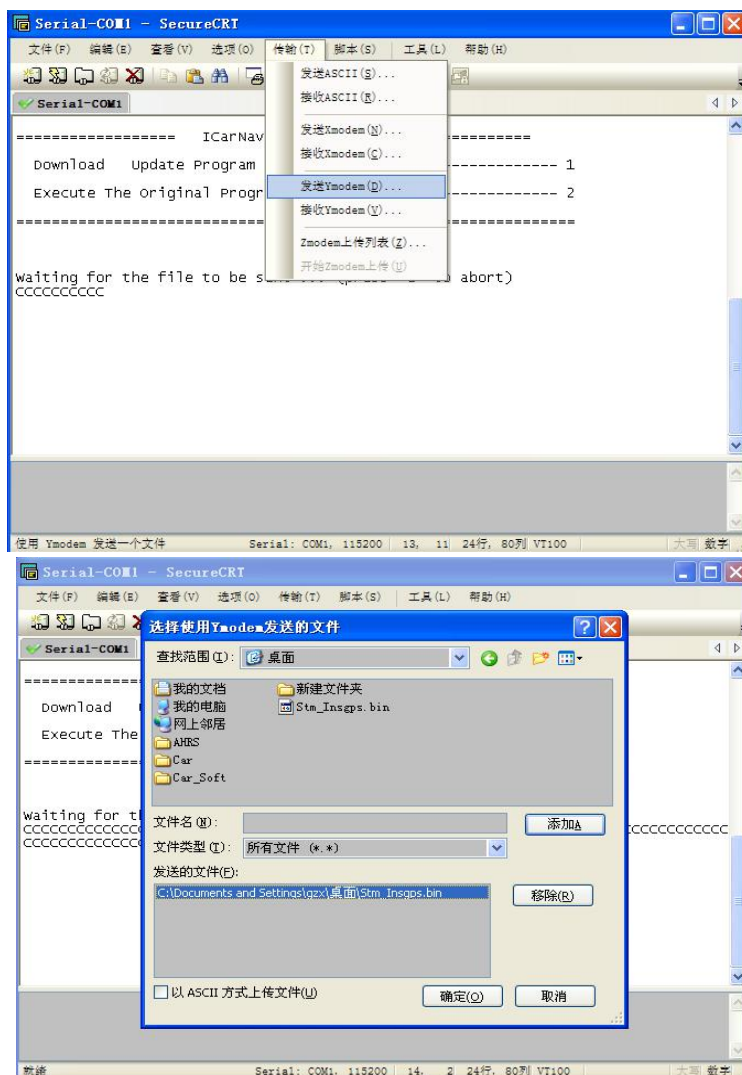 Serial-COM1 - SecureCRT
文件(F) 编辑(E) 查看(V) 选项(O) 传输(T) 脚本(S) 工具(L) 帮助(H)
发送ASCII(S)...
接收ASCII(R)...
发送Xmodem(N)...
接收Xmodem(C)...
发送Ymodem(D)...
接收Ymodem(V)...
Zmodem上传列表(Z)...
开始Zmodem上传(U)
Serial-COM1
================== ICarNav ==========
Download Update Program ------------ 1
Execute The Original Progr ------------ 2
================================================================
Waiting for the file to be s abort)
CCCCCCCCCC
使用 Ymodem 发送一个文件 Serial: COM1, 115200 13, 11 24行, 80列 VT100 大写 数字
Serial-COM1 - SecureCRT
文件(F) 编辑(E) 查看(V) 选项(O) 传输(T) 脚本(S) 工具(L) 帮助(H)
Serial-COM1
==============
Download
Execute The
==============
Waiting for t
CCCCCCCCCCCCCC CCCCCCCCCCCC
CCCCCCCCCCCCCC
选择使用Ymodem发送的文件
查找范围(I): 桌面
我的文档 新建文件夹
我的电脑 Stm_Insgps.bin
网上邻居
AHRS
Car
Car_Soft
文件名(N): 添加A
文件类型(T): 所有文件 (*.*)
发送的文件(F):
C:\Documents and Settings\gzx\桌面\Stm_Insgps.bin 移除(R)
以 ASCII 方式上传文件(U) 确定(O) 取消
就绪 Serial: COM1, 115200 14, 2 24行, 80列 VT100 大写 数字